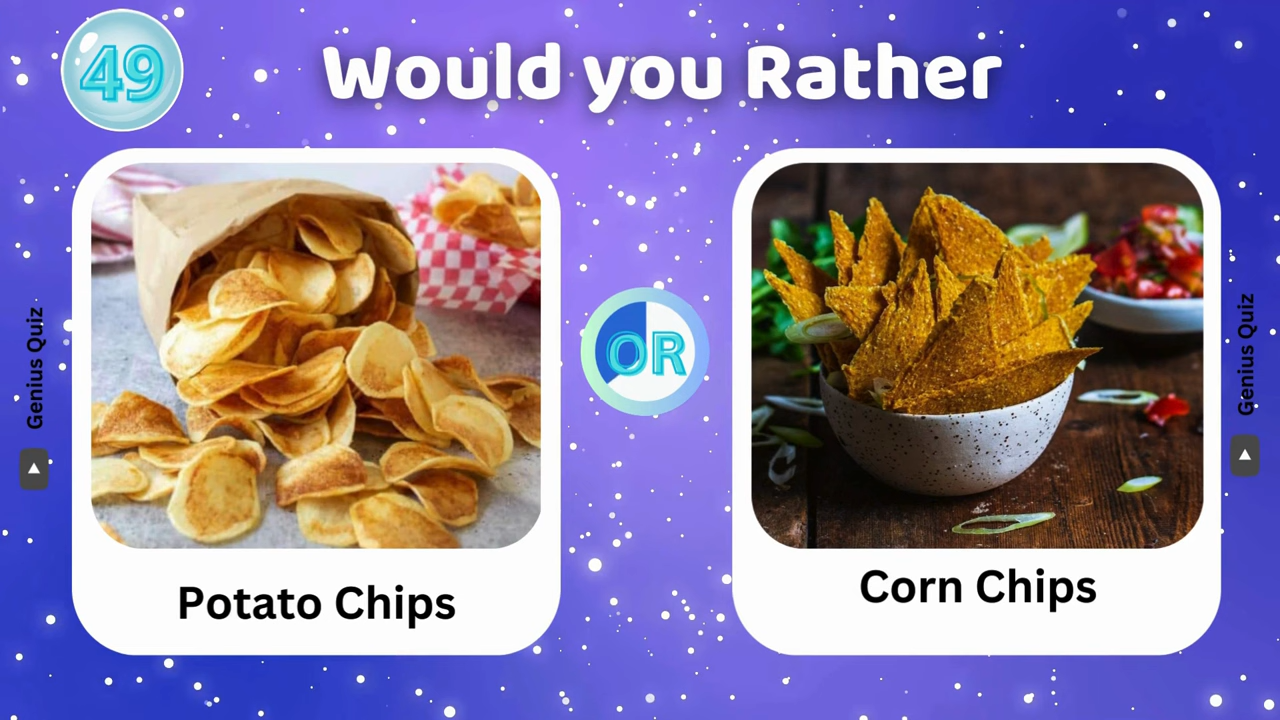 49
Would you Rather
Genius Quiz
OR
Genius Quiz
Potato Chips
Corn Chips